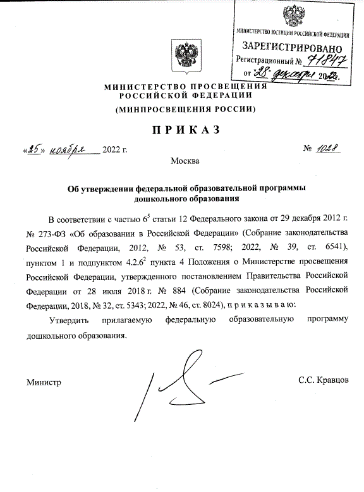 МИНИСТЕРСТВО ЮСТИЦИИ РОССИЙСКОЙ ФЕДЕРАЦИИ
ЗАРЕГИСТРИРОВАНО
Регистрационный № 71847
от "28" декабря 2022
МИНИСТЕРСТВО ПРОСВЕЩЕНИЯ
РОССИЙСКОЙ ФЕДЕРАЦИИ
(МИНПРОСВЕЩЕНИЯ РОССИИ)
ПРИКАЗ
«25» ноября 2022 г. № 1028
Москва
Об утверждении федеральной образовательной программы
дошкольного образования
В соответствии с частью 6⁵ статьи 12 Федерального закона от 29 декабря 2012 г.
№ 273-ФЗ «Об образовании в Российской Федерации» (Собрание законодательства
Российской Федерации, 2012, № 53, ст. 7598; 2022, № 39, ст. 6541),
пунктом 1 и подпунктом 4.2.6² пункта 4 Положения о Министерстве просвещения
Российской Федерации, утвержденного постановлением Правительства Российской
Федерации от 28 июля 2018 г. № 884 (Собрание законодательства Российской
Федерации, 2018, № 32, ст. 5343; 2022, № 46, ст. 8024), приказываю:
Утвердить прилагаемую федеральную образовательную программу
дошкольного образования.
Министр С.С. Кравцов